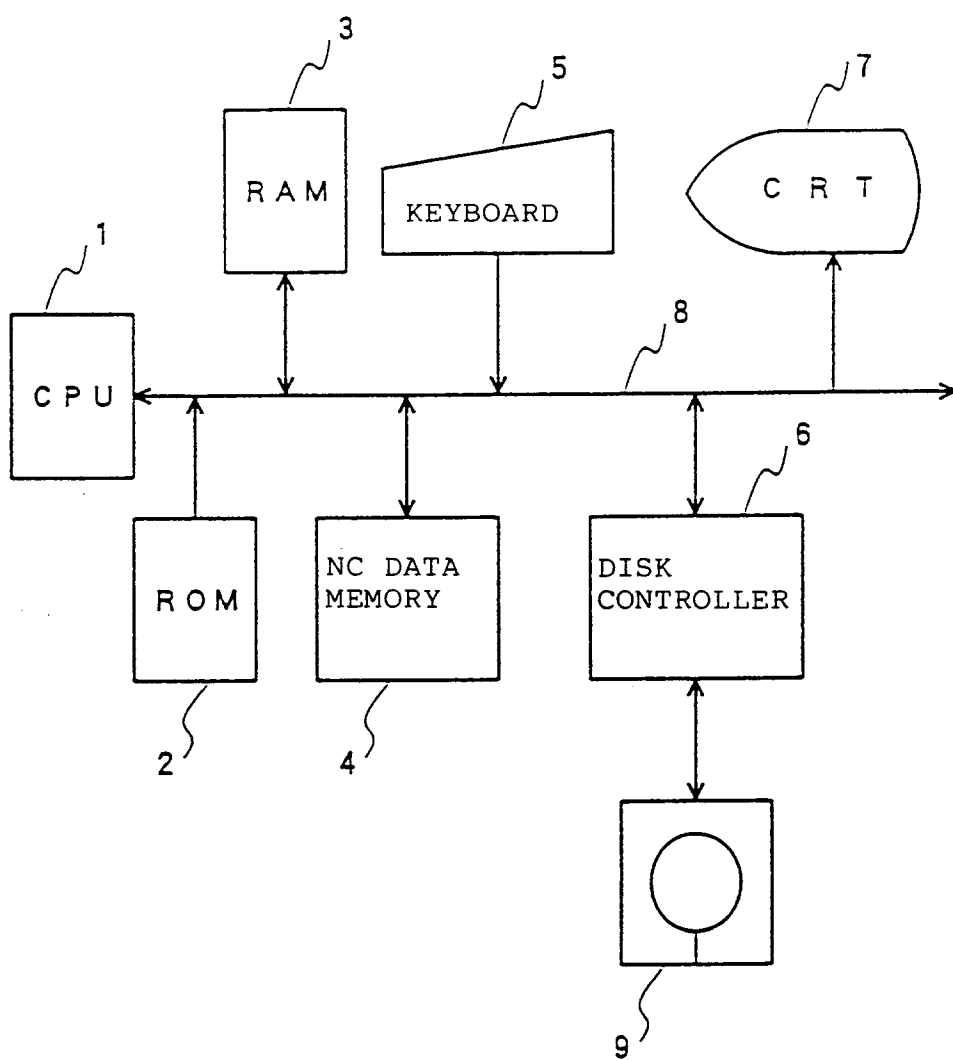 3
5
7
RAM
KEYBOARD
CRT
1
8
CPU
6
ROM
NC DATA
MEMORY
DISK
CONTROLLER
2
4
9